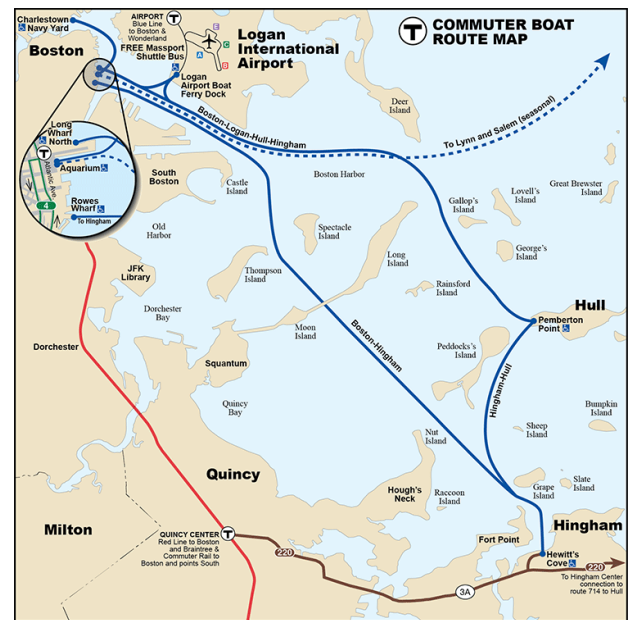 Charlestown
Navy Yard
AIRPORT
Blue Line
to Boston &
Wonderland
FREE Massport
Shuttle Bus
T
E
C
A
B
Logan
International
Airport
T
COMMUTER BOAT
ROUTE MAP
Boston
Logan
Airport Boat
Ferry Dock
Deer
Island
Boston-Logan-Hull-Hingham
To Lynn and Salem (seasonal)
Long
Wharf
North
T
Aquarium
Atlantic Ave.
4
Rowes
Wharf
To Hingham
South
Boston
Castle
Island
Boston Harbor
Gallop's
Island
Lovell's
Island
Great Brewster
Island
Old
Harbor
Spectacle
Island
Long
Island
George's
Island
JFK
Library
Thompson
Island
Rainsford
Island
Hull
Pemberton
Point
Dorchester
Bay
Moon
Island
Boston-Hingham
Peddocks's
Island
Dorchester
Squantum
Hingham-Hull
Quincy
Bay
Bumpkin
Island
Nut
Island
Sheep
Island
Quincy
Hough's
Neck
Raccoon
Island
Grape
Island
Slate
Island
Milton
QUINCY CENTER
Red Line to Boston
and Braintree &
Commuter Rail to
Boston and points South
T
220
Fort Point
Hingham
Hewitt's
Cove
220
3A
To Hingham Center
connection to
route 714 to Hull